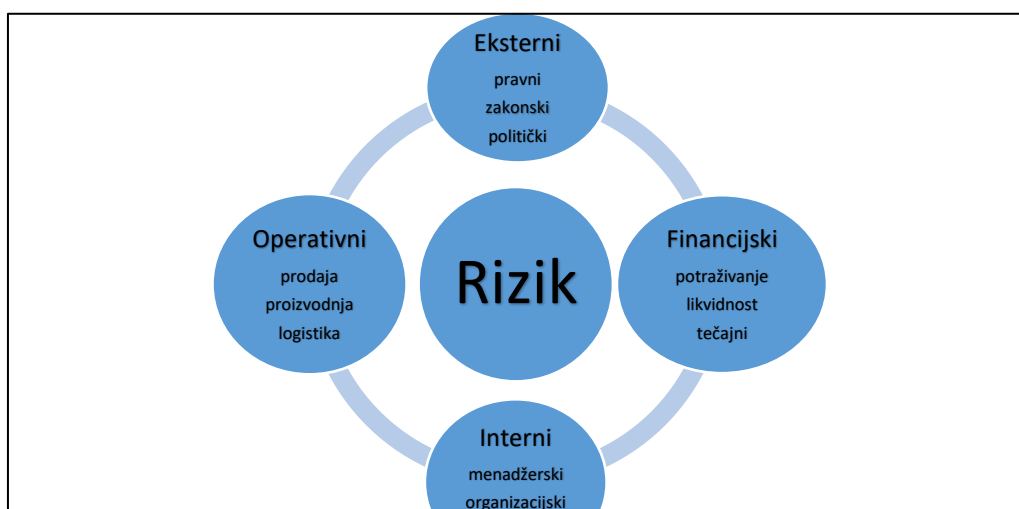 Eksterni
pravni
zakonski
politički
Operativni
prodaja
proizvodnja
logistika
Rizik
Financijski
potraživanje
likvidnost
tečajni
Interni
menadžerski
organizacijski